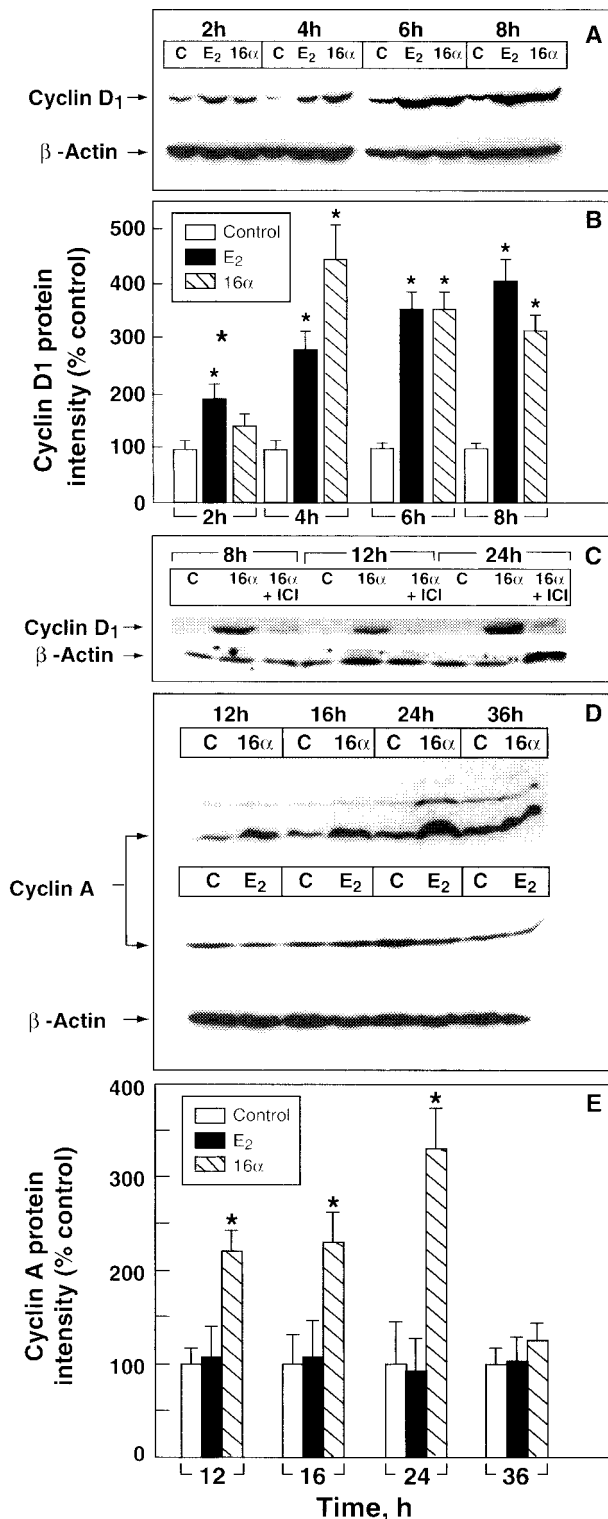 A
2h 4h 6h 8h
C E2 16α C E2 16α C E2 16α C E2 16α
Cyclin D1
β-Actin
B
Cyclin D1 protein
intensity (% control)
500
400
300
200
100
0
Control
E2
16α
*
*
*
*
*
*
*
*
2h 4h 6h 8h
C
8h 12h 24h
C 16α 16α + ICI C 16α 16α + ICI C 16α 16α + ICI
Cyclin D1
β-Actin
D
12h 16h 24h 36h
C 16α C 16α C 16α C 16α
Cyclin A
C E2 C E2 C E2 C E2
β-Actin
E
Cyclin A protein
intensity (% control)
400
300
200
100
0
Control
E2
16α
*
*
*
12 16 24 36
Time, h